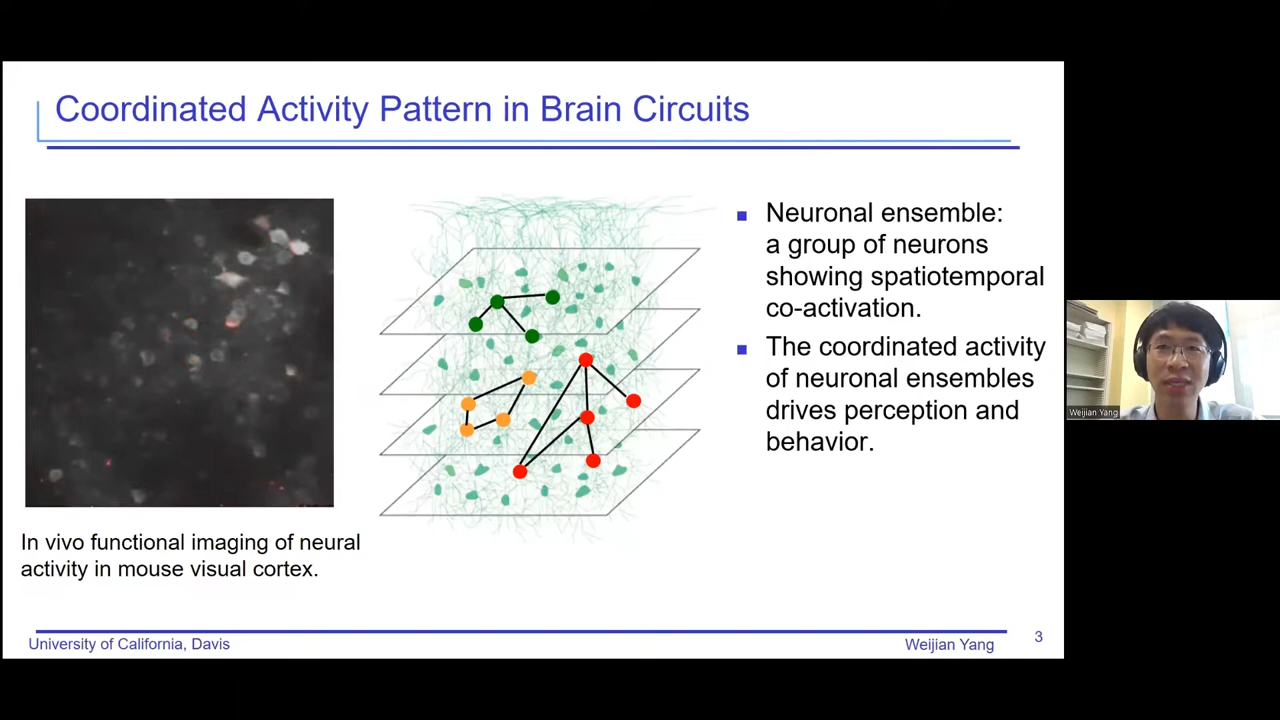 Coordinated Activity Pattern in Brain Circuits
In vivo functional imaging of neural
activity in mouse visual cortex.
■ Neuronal ensemble:
a group of neurons
showing spatiotemporal
co-activation.
■ The coordinated activity
of neuronal ensembles
drives perception and
behavior.
Weijian Yang
University of California, Davis
Weijian Yang
3